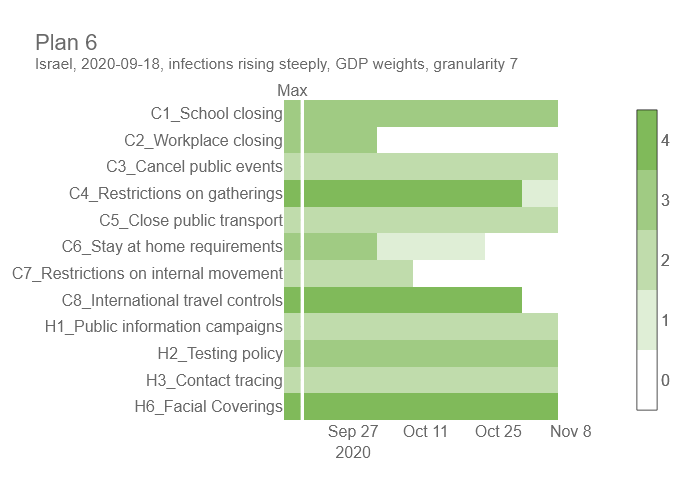 Plan 6
Israel, 2020-09-18, infections rising steeply, GDP weights, granularity 7
Max
C1_School closing
C2_Workplace closing
C3_Cancel public events
C4_Restrictions on gatherings
C5_Close public transport
C6_Stay at home requirements
C7_Restrictions on internal movement
C8_International travel controls
H1_Public information campaigns
H2_Testing policy
H3_Contact tracing
H6_Facial Coverings
Sep 27 Oct 11 Oct 25 Nov 8
2020
4
3
2
1
0